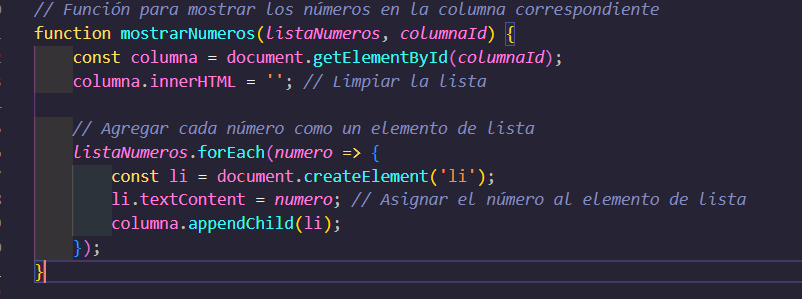 // Función para mostrar los números en la columna correspondiente
function mostrarNumeros(listaNumeros, columnaId) {
    const columna = document.getElementById(columnaId);
    columna.innerHTML = ''; // Limpiar la lista

    // Agregar cada número como un elemento de lista
    listaNumeros.forEach(numero => {
        const li = document.createElement('li');
        li.textContent = numero; // Asignar el número al elemento de lista
        columna.appendChild(li);
    });
}